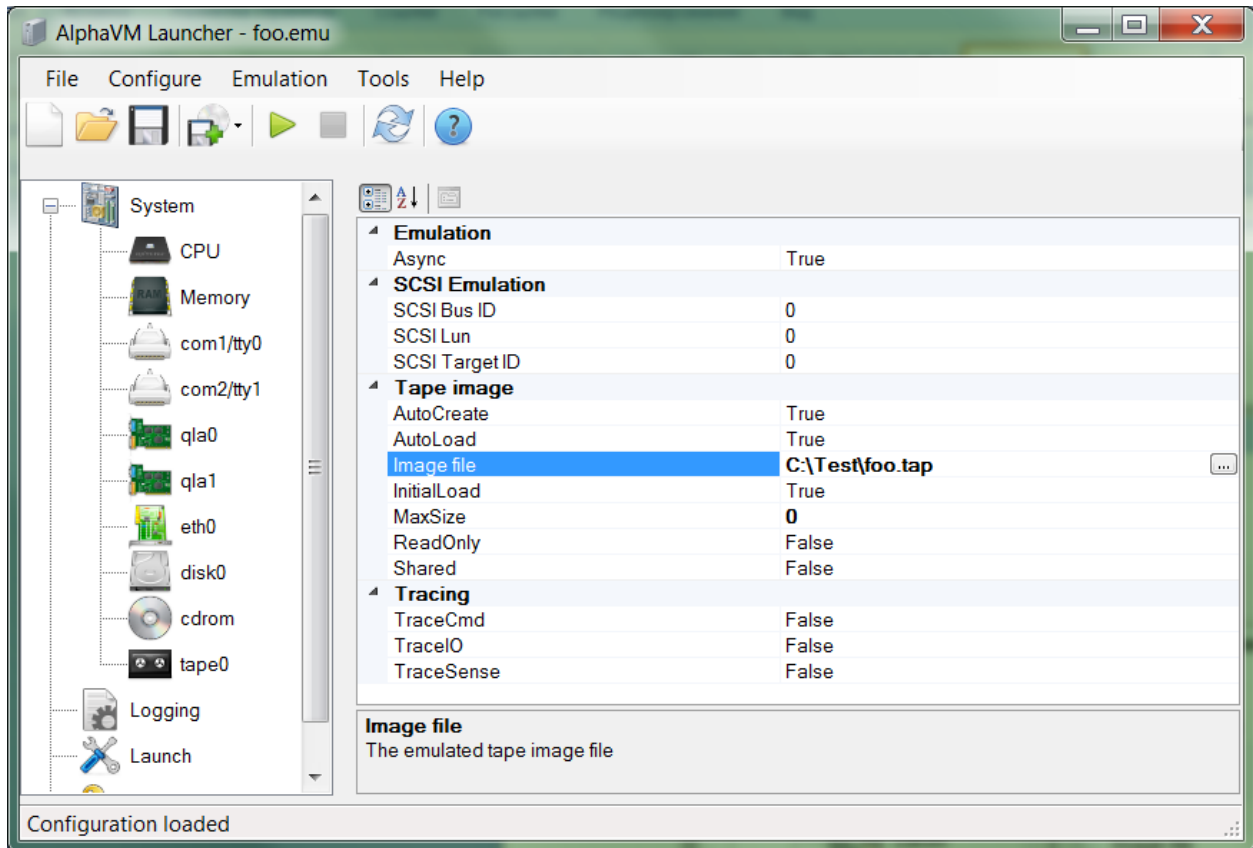 AlphaVM Launcher - foo.emu
File Configure Emulation Tools Help
System
CPU
RAM
Memory
com1/tty0
com2/tty1
qla0
qla1
eth0
disk0
cdrom
tape0
Logging
Launch
Emulation
Async True
SCSI Emulation
SCSI Bus ID 0
SCSI Lun 0
SCSI Target ID 0
Tape image
AutoCreate True
AutoLoad True
Image file C:\Test\foo.tap ...
InitialLoad True
MaxSize 0
ReadOnly False
Shared False
Tracing
TraceCmd False
TraceIO False
TraceSense False
Image file
The emulated tape image file
Configuration loaded